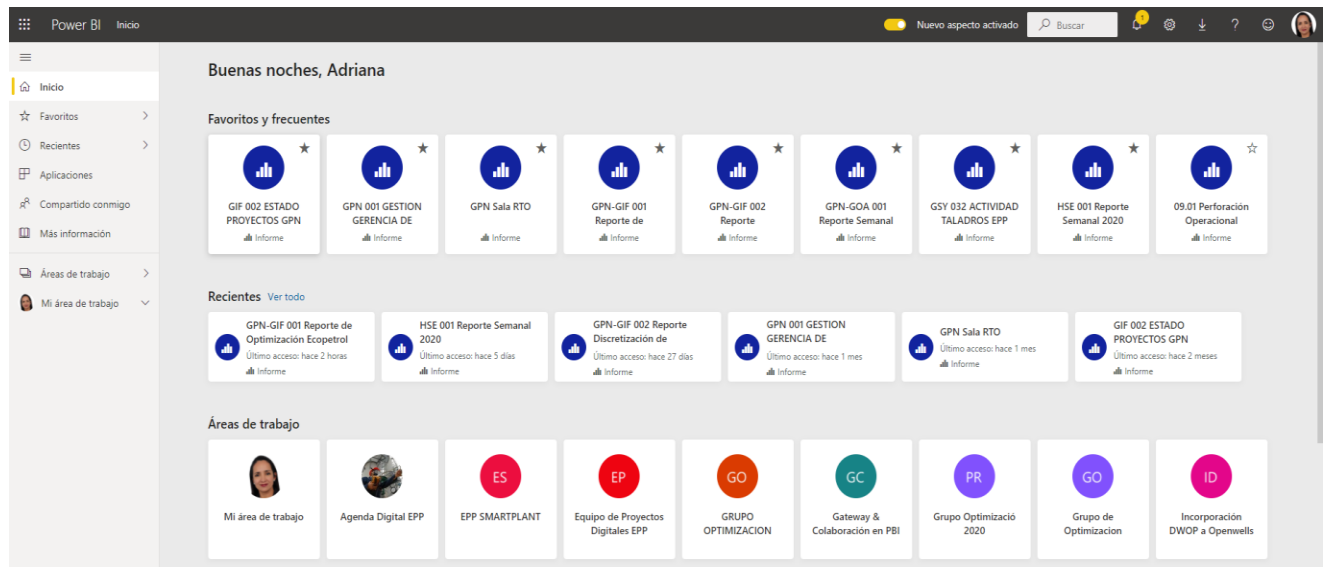 Power BI Inicio
Nuevo aspecto activado
Buscar
1
?
Inicio
Favoritos
Recientes
Aplicaciones
Compartido conmigo
Más información
Áreas de trabajo
Mi área de trabajo
Buenas noches, Adriana
Favoritos y frecuentes
GIF 002 ESTADO
PROYECTOS GPN
Informe
GPN 001 GESTION
GERENCIA DE
Informe
GPN Sala RTO
Informe
GPN-GIF 001
Reporte de
Informe
GPN-GIF 002
Reporte
Informe
GPN-GOA 001
Reporte Semanal
Informe
GSY 032 ACTIVIDAD
TALADROS EPP
Informe
HSE 001 Reporte
Semanal 2020
Informe
09.01 Perforación
Operacional
Informe
Recientes Ver todo
GPN-GIF 001 Reporte de
Optimización Ecopetrol
Último acceso: hace 2 horas
Informe
HSE 001 Reporte Semanal
2020
Último acceso: hace 5 días
Informe
GPN-GIF 002 Reporte
Discretización de
Último acceso: hace 27 días
Informe
GPN 001 GESTION
GERENCIA DE
Último acceso: hace 1 mes
Informe
GPN Sala RTO
Último acceso: hace 1 mes
Informe
GIF 002 ESTADO
PROYECTOS GPN
Último acceso: hace 2 meses
Informe
Áreas de trabajo
Mi área de trabajo
Agenda Digital EPP
ES
EPP SMARTPLANT
EP
Equipo de Proyectos
Digitales EPP
GO
GRUPO
OPTIMIZACION
GC
Gateway &
Colaboración en PBI
PR
Grupo Optimizació
2020
GO
Grupo de
Optimizacion
ID
Incorporación
DWOP a Openwells